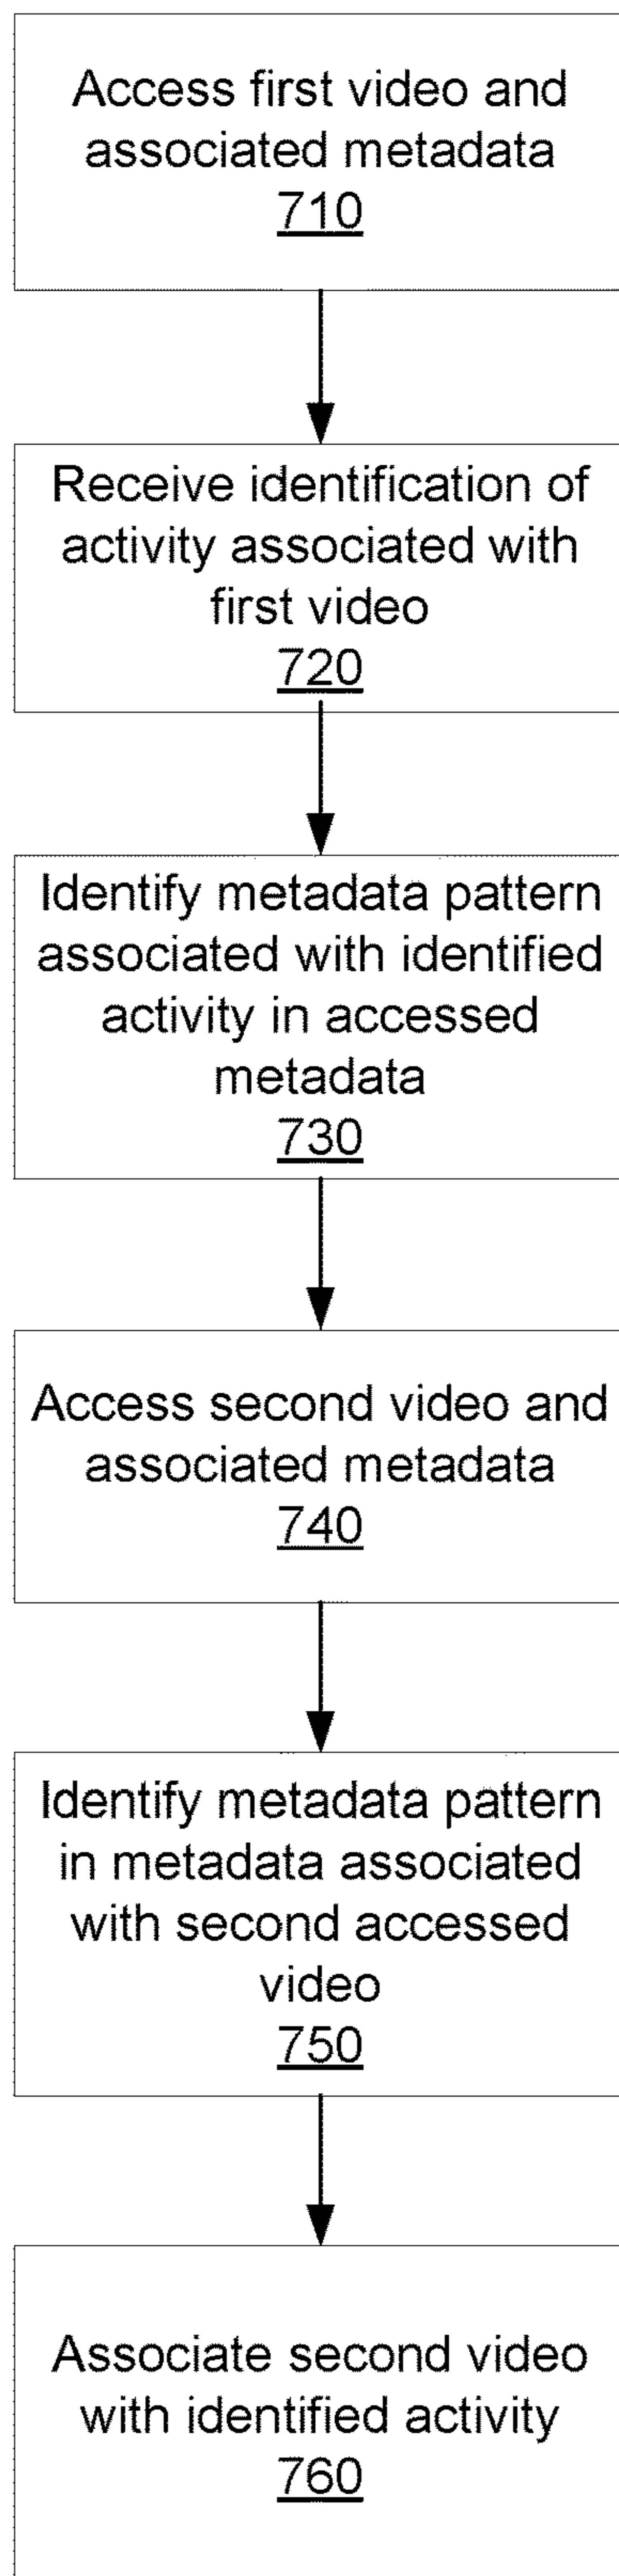 Access first video and
associated metadata
710
Receive identification of
activity associated with
first video
720
Identify metadata pattern
associated with identified
activity in accessed
metadata
730
Access second video and
associated metadata
740
Identify metadata pattern
in metadata associated
with second accessed
video
750
Associate second video
with identified activity
760